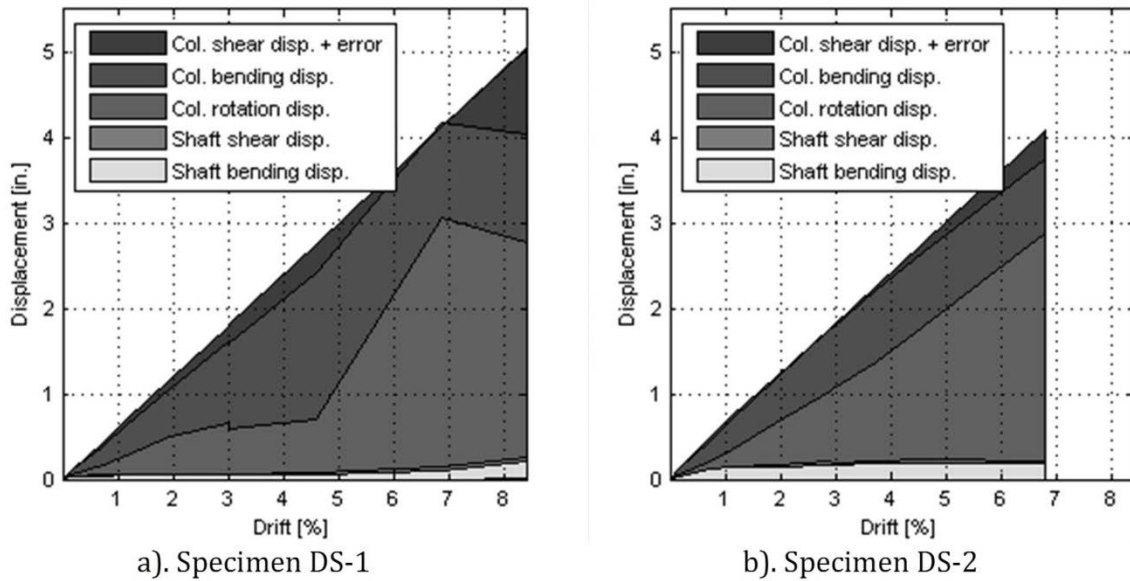 Col. shear disp. + error
Col. bending disp.
Col. rotation disp.
Shaft shear disp.
Shaft bending disp.
Displacement [in.]
5
4
3
2
1
0
1 2 3 4 5 6 7 8
Drift [%]
a). Specimen DS-1
Col. shear disp. + error
Col. bending disp.
Col. rotation disp.
Shaft shear disp.
Shaft bending disp.
Displacement [in.]
5
4
3
2
1
0
1 2 3 4 5 6 7 8
Drift [%]
b). Specimen DS-2